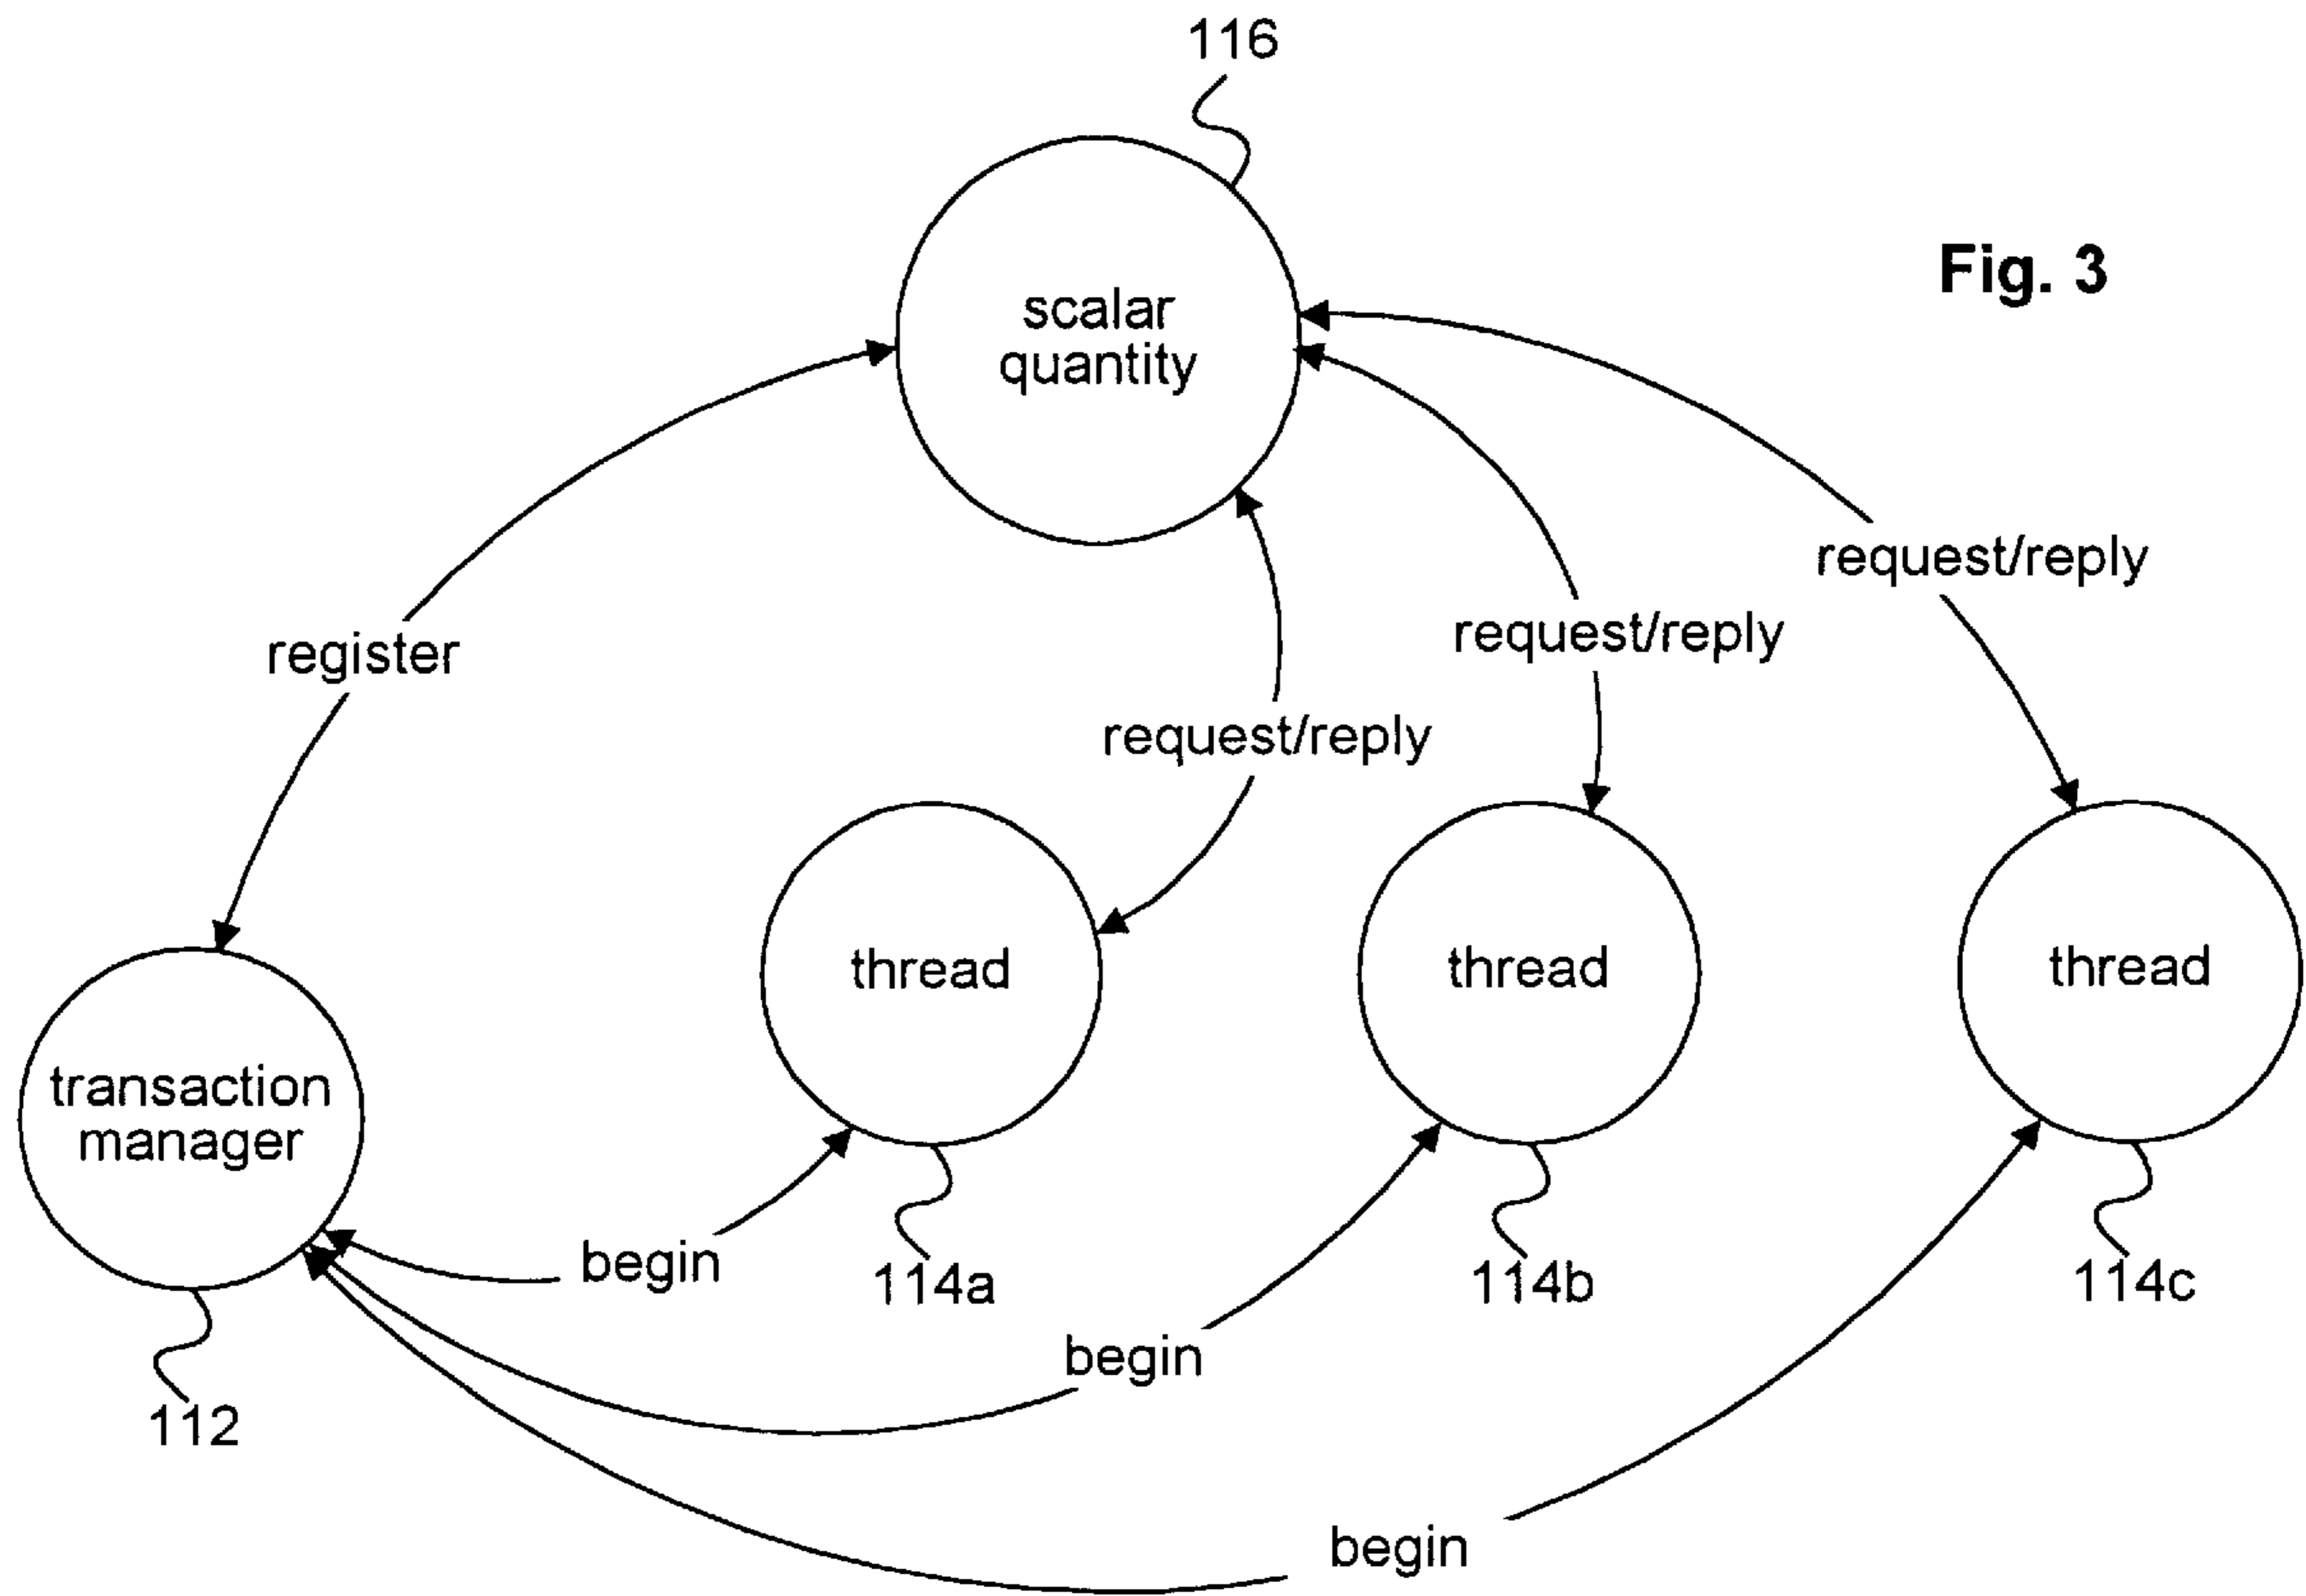 116
Fig. 3
scalar
quantity
request/reply
request/reply
register
request/reply
thread
thread
thread
transaction
manager
begin
114a
114b
114c
begin
112
begin